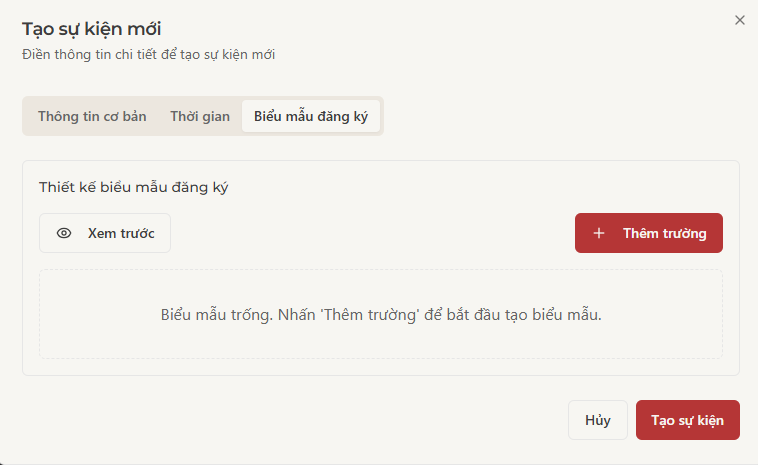 Tạo sự kiện mới
Điền thông tin chi tiết để tạo sự kiện mới
Thông tin cơ bản Thời gian Biểu mẫu đăng ký
Thiết kế biểu mẫu đăng ký
Xem trước
Thêm trường
Biểu mẫu trống. Nhấn 'Thêm trường' để bắt đầu tạo biểu mẫu.
Hủy Tạo sự kiện